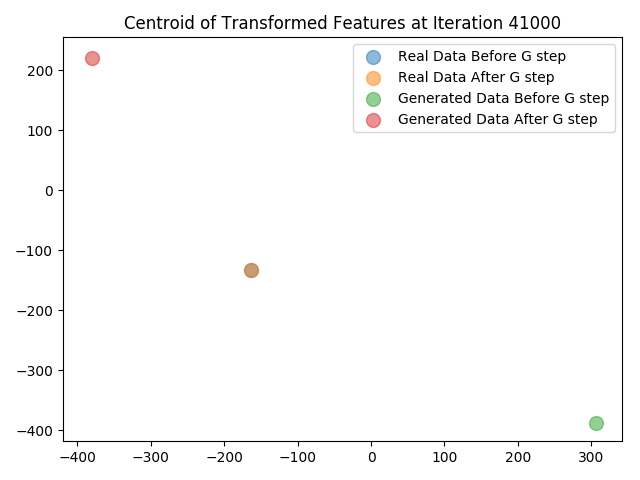 Centroid of Transformed Features at Iteration 41000
Real Data Before G step
Real Data After G step
Generated Data Before G step
Generated Data After G step
200
100
0
−100
−200
−300
−400
−400 −300 −200 −100 0 100 200 300